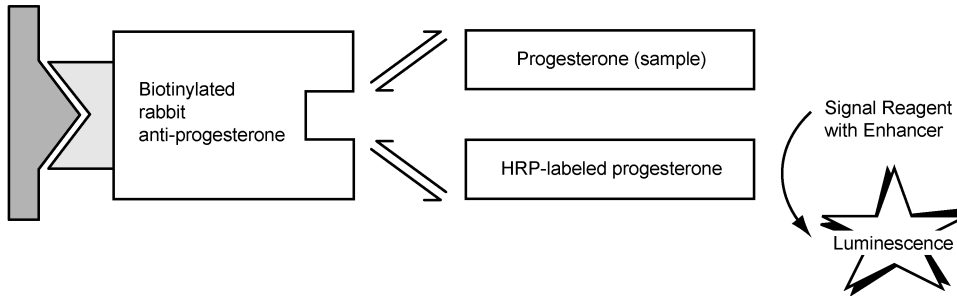 Biotinylated
rabbit
anti-progesterone
Progesterone (sample)
HRP-labeled progesterone
Signal Reagent
with Enhancer
Luminescence